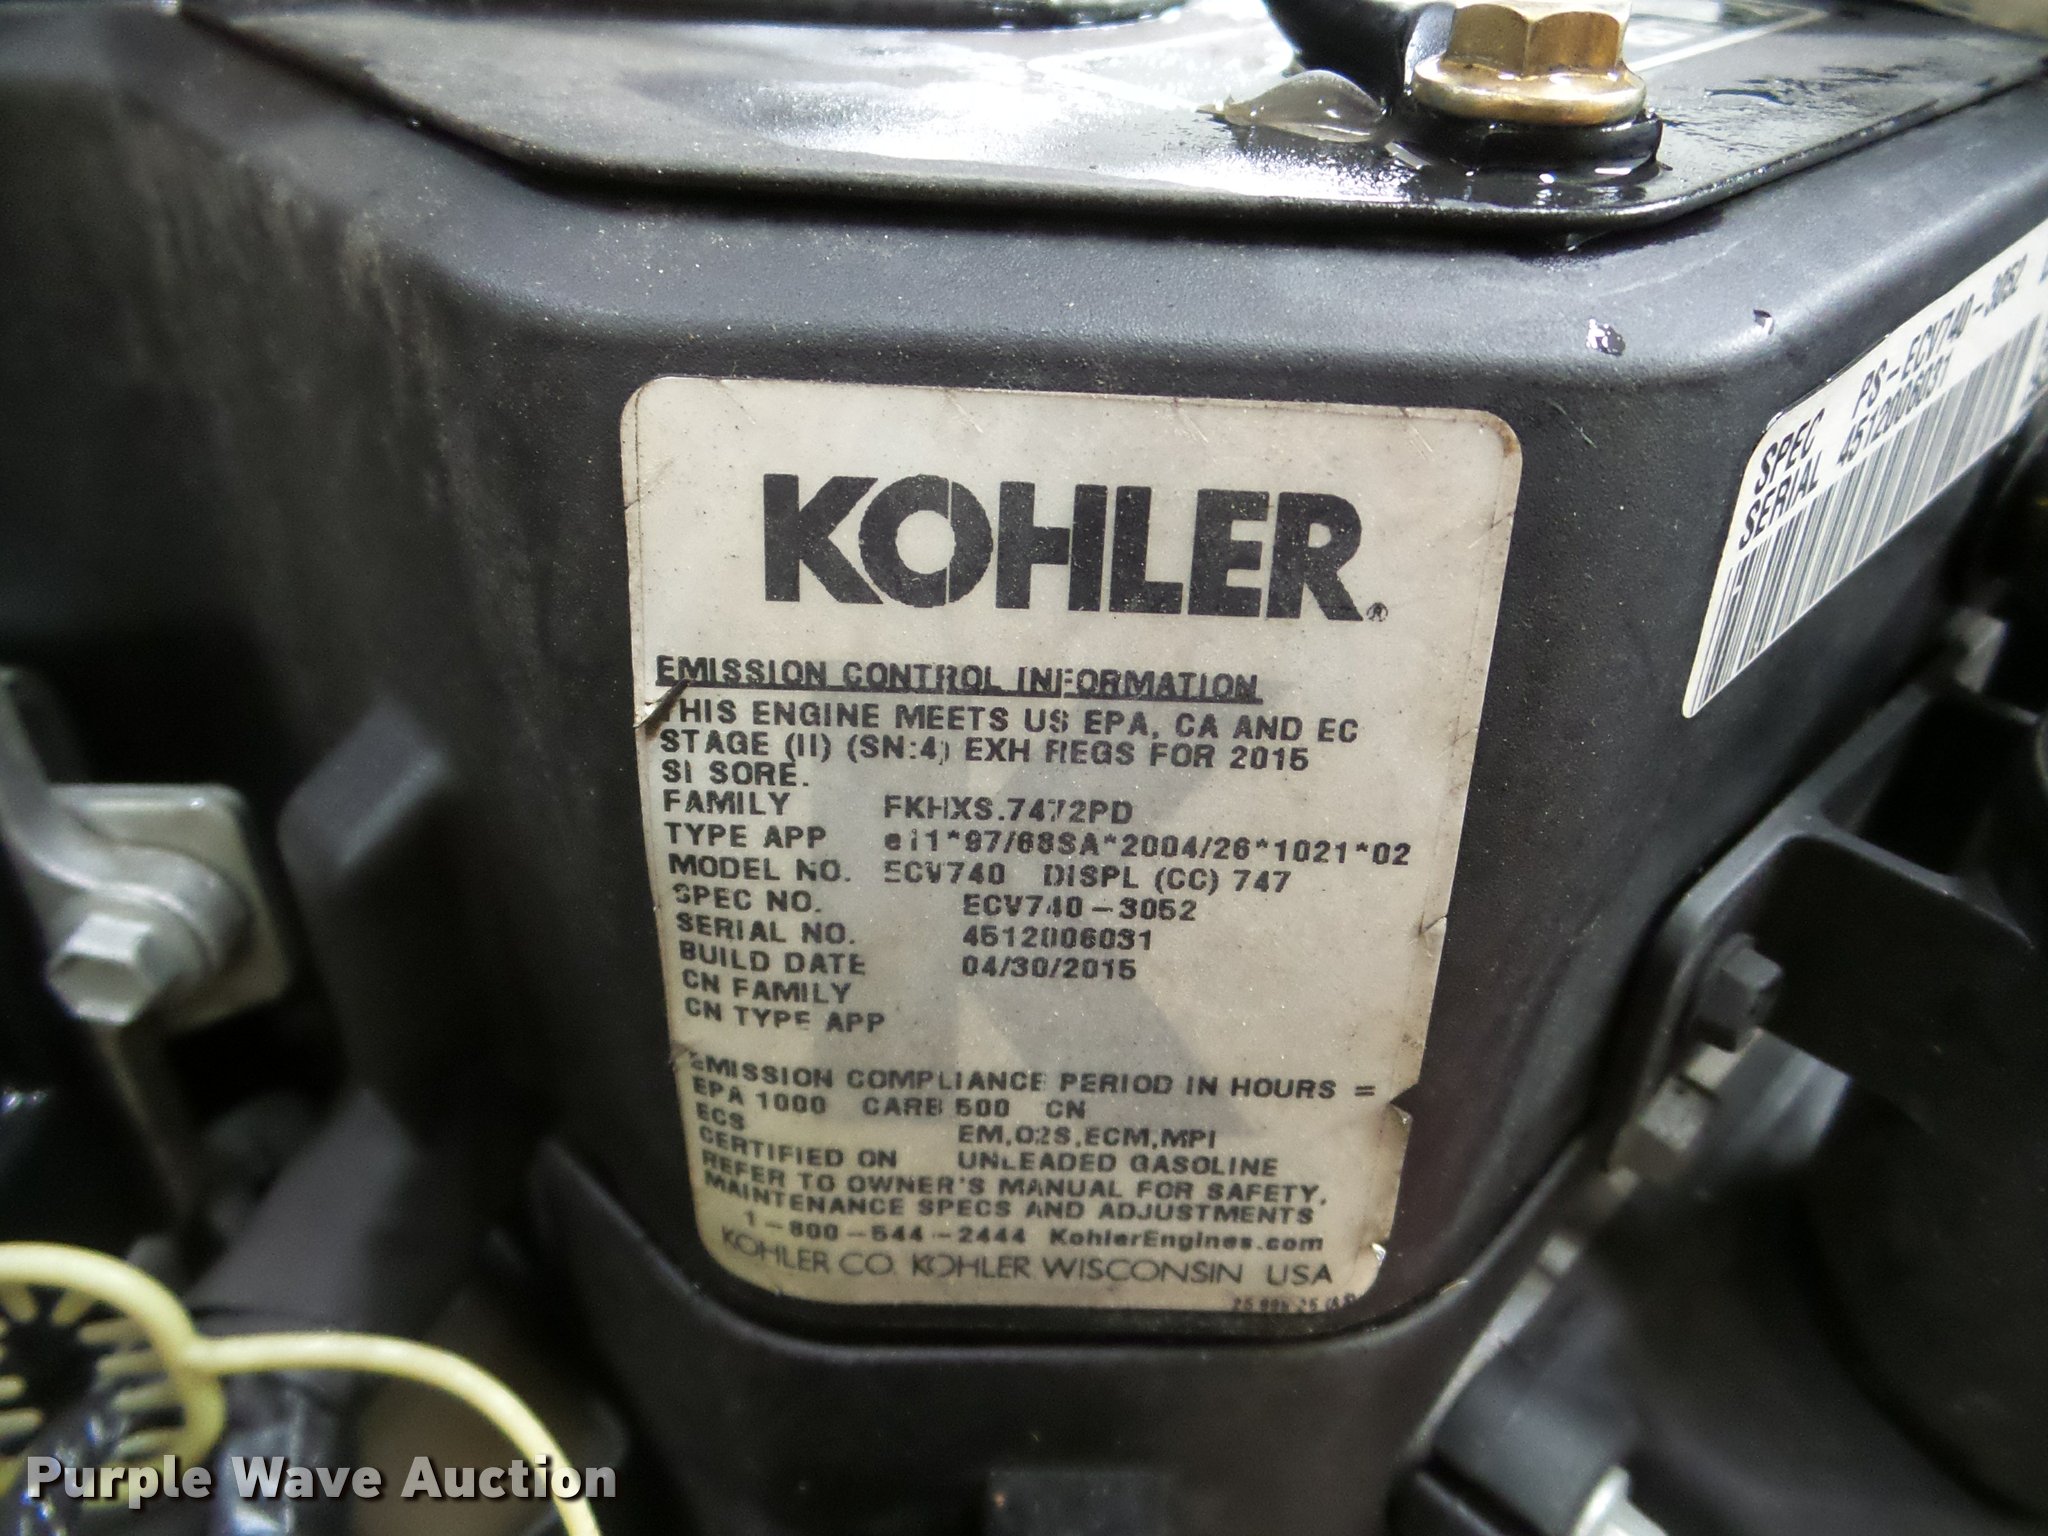 KOHLER®
EMISSION CONTROL INFORMATION
THIS ENGINE MEETS US EPA, CA AND EC
STAGE (II) (SN:4) EXH REGS FOR 2015
SI SORE.
FAMILY FKHXS.7472PD
TYPE APP e11*97/68SA*2004/26*1021*02
MODEL NO. ECV740 DISPL (CC) 747
SPEC NO. ECV740-3052
SERIAL NO. 4512006031
BUILD DATE 04/30/2015
CN FAMILY
CN TYPE APP
EMISSION COMPLIANCE PERIOD IN HOURS =
EPA 1000 CARB 500 CN
ECS EM,O2S,ECM,MPI
CERTIFIED ON UNLEADED GASOLINE
REFER TO OWNER'S MANUAL FOR SAFETY,
MAINTENANCE SPECS AND ADJUSTMENTS
1-800-544-2444 KohlerEngines.com
KOHLER CO. KOHLER WISCONSIN USA
SPEC PS-ECV740-3052
SERIAL 4512006031
Purple Wave Auction